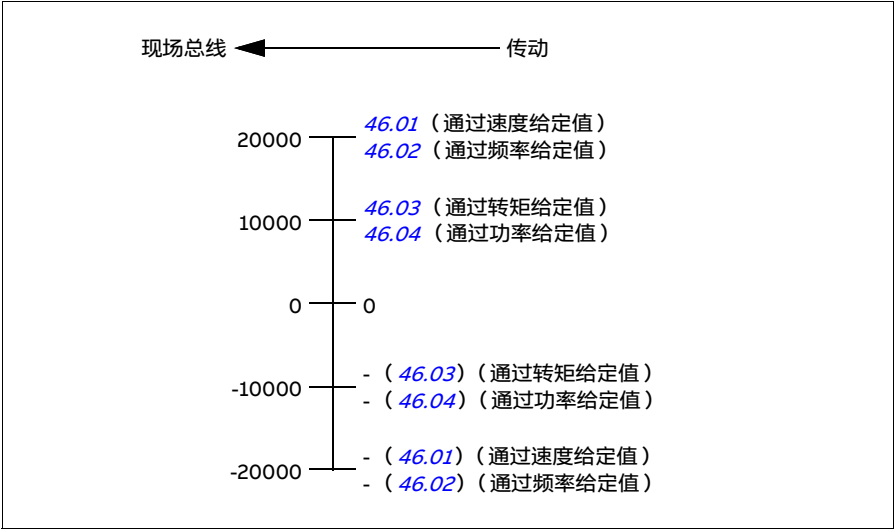 现场总线 传动
46.01（通过速度给定值）
20000
46.02（通过频率给定值）
46.03（通过转矩给定值）
10000
46.04（通过功率给定值）
0 0
-（46.03）（通过转矩给定值）
-10000
-（46.04）（通过功率给定值）
-（46.01）（通过速度给定值）
-20000
-（46.02）（通过频率给定值）